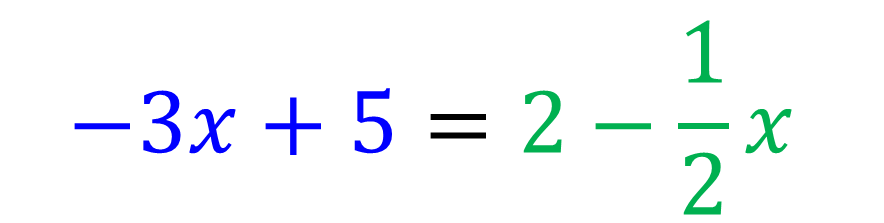 −3x + 5 = 2 − 1/2 x